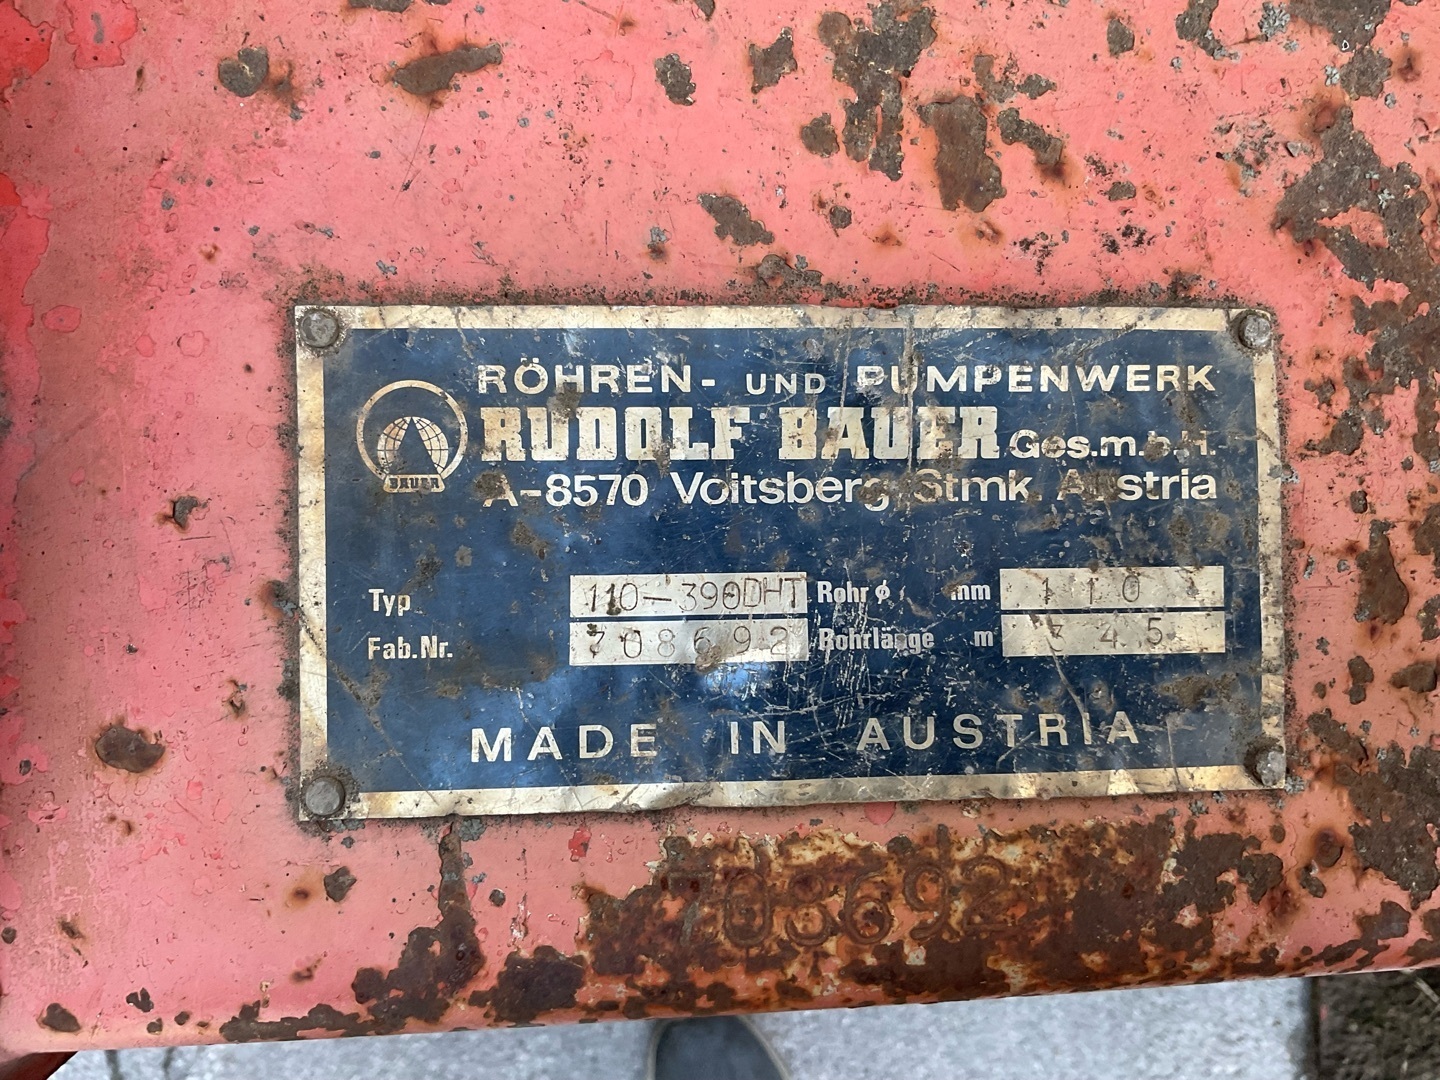 RÖHREN- UND PUMPENWERK
BAUER
RUDOLF BAUER Ges.m.b.H.
A-8570 Voitsberg Stmk. Austria
Typ 110-390DHT Rohr ϕ mm 110
Fab.Nr. 708692 Rohrlänge m 345
MADE IN AUSTRIA
708692